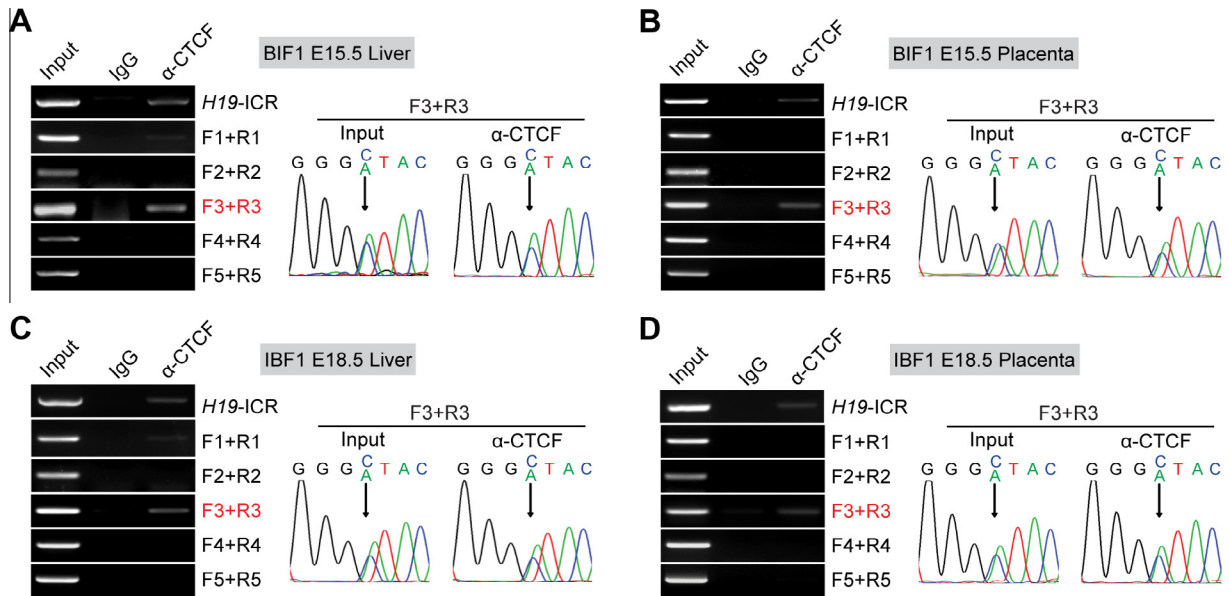 A
Input IgG α-CTCF
BIF1 E15.5 Liver
H19-ICR
F1+R1
F2+R2
F3+R3
F4+R4
F5+R5
F3+R3
Input α-CTCF
G G G C T A C G G G C T A C
A A
B
Input IgG α-CTCF
BIF1 E15.5 Placenta
H19-ICR
F1+R1
F2+R2
F3+R3
F4+R4
F5+R5
F3+R3
Input α-CTCF
G G G C T A C G G G C T A C
A A
C
Input IgG α-CTCF
IBF1 E18.5 Liver
H19-ICR
F1+R1
F2+R2
F3+R3
F4+R4
F5+R5
F3+R3
Input α-CTCF
G G G C T A C G G G C T A C
A A
D
Input IgG α-CTCF
IBF1 E18.5 Placenta
H19-ICR
F1+R1
F2+R2
F3+R3
F4+R4
F5+R5
F3+R3
Input α-CTCF
G G G C T A C G G G C T A C
A A